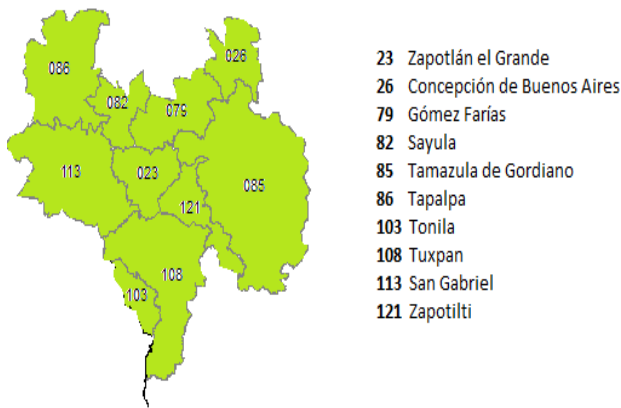 086
026
082
079
113
023
085
121
108
103
23 Zapotlán el Grande
26 Concepción de Buenos Aires
79 Gómez Farías
82 Sayula
85 Tamazula de Gordiano
86 Tapalpa
103 Tonila
108 Tuxpan
113 San Gabriel
121 Zapotilti